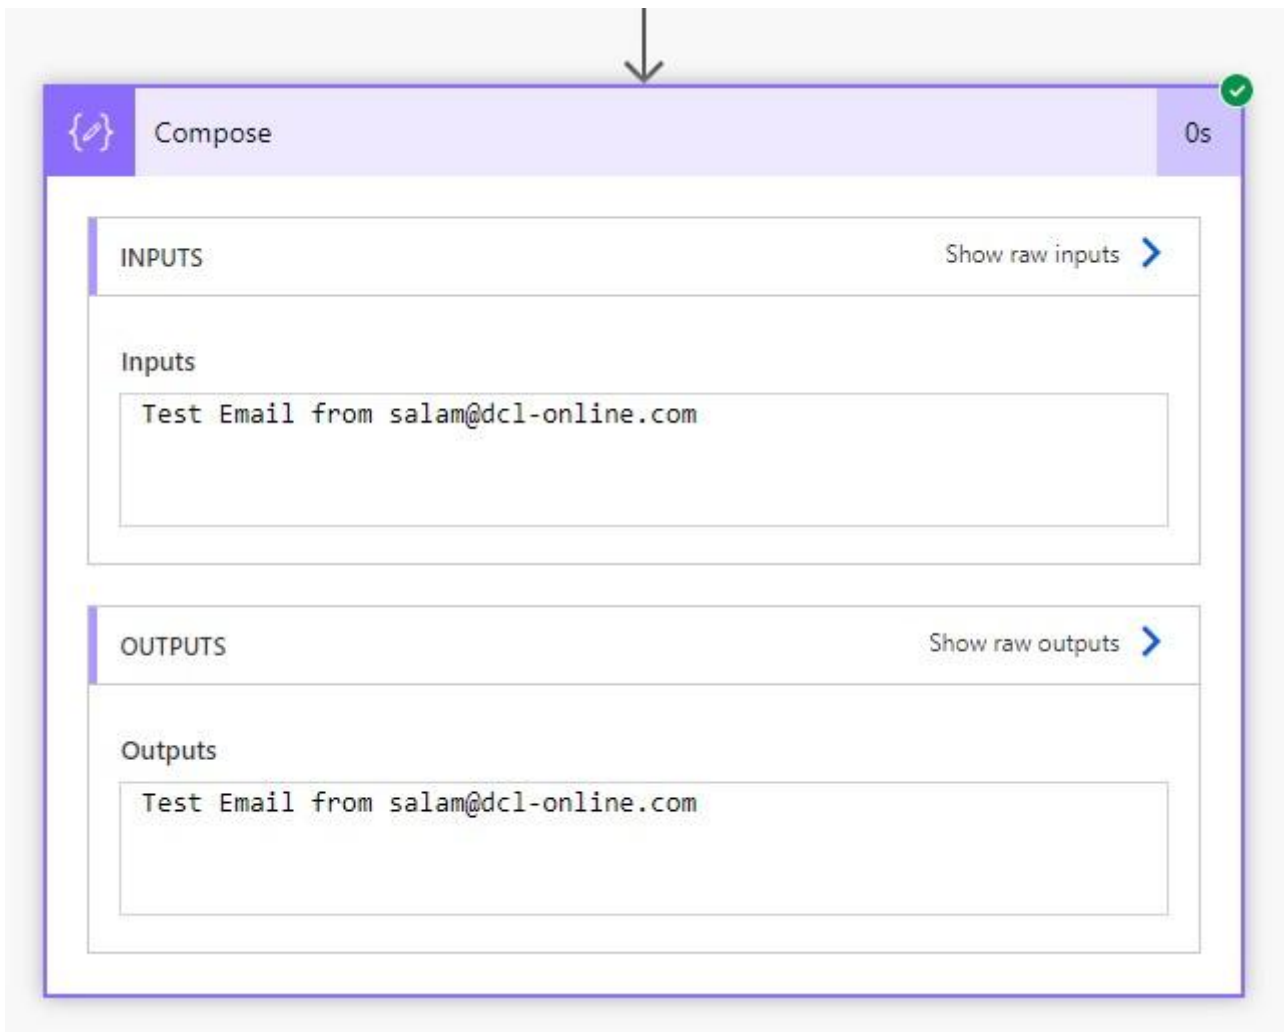 Compose
0s
INPUTS
Show raw inputs
Inputs
Test Email from salam@dcl-online.com
OUTPUTS
Show raw outputs
Outputs
Test Email from salam@dcl-online.com